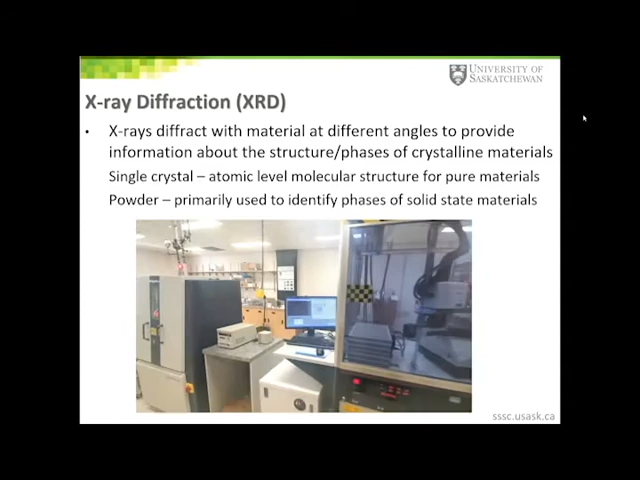 UNIVERSITY OF
SASKATCHEWAN
X-ray Diffraction (XRD)
• X-rays diffract with material at different angles to provide
information about the structure/phases of crystalline materials
Single crystal – atomic level molecular structure for pure materials
Powder – primarily used to identify phases of solid state materials
sssc.usask.ca